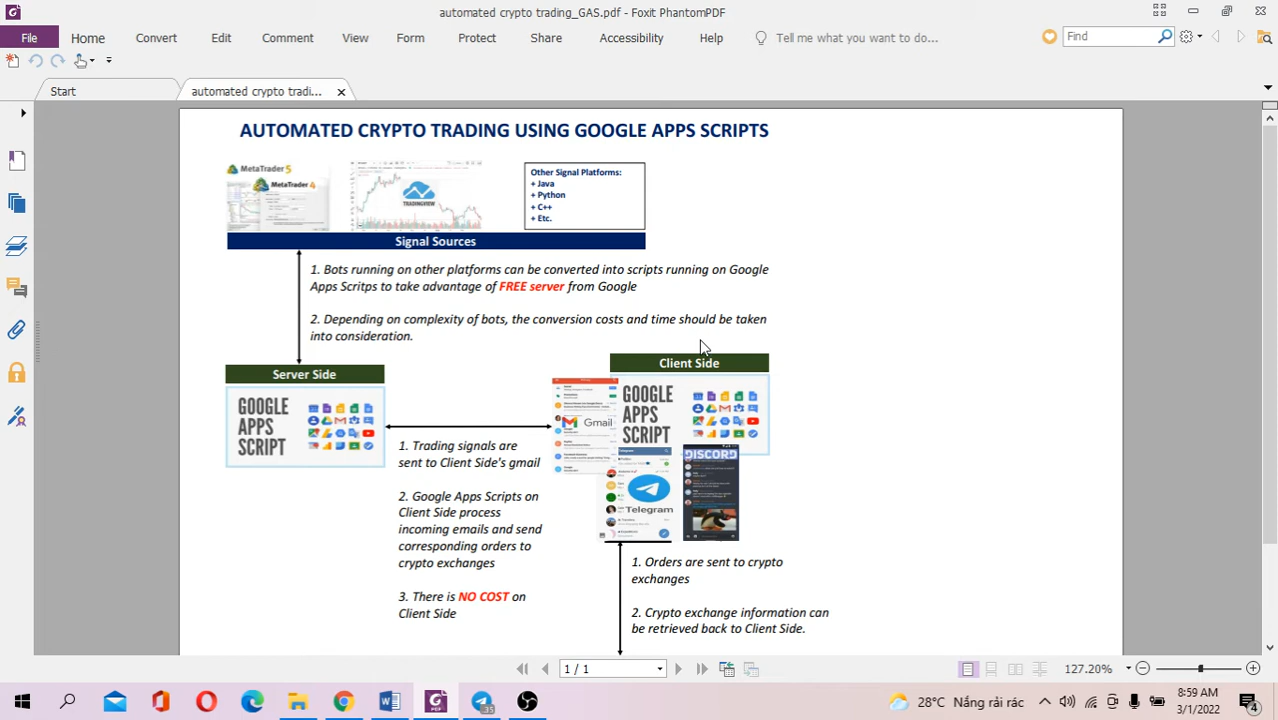 automated crypto trading_GAS.pdf - Foxit PhantomPDF
File Home Convert Edit Comment View Form Protect Share Accessibility Help Tell me what you want to do... Find
Start automated crypto tradi...
AUTOMATED CRYPTO TRADING USING GOOGLE APPS SCRIPTS
MetaTrader 5
MetaTrader 4
TRADINGVIEW
Other Signal Platforms:
+ Java
+ Python
+ C++
+ Etc.
Signal Sources
1. Bots running on other platforms can be converted into scripts running on Google
Apps Scritps to take advantage of FREE server from Google
2. Depending on complexity of bots, the conversion costs and time should be taken
into consideration.
Server Side
GOOGLE
APPS
SCRIPT
1. Trading signals are
sent to Client Side's gmail
2. Google Apps Scripts on
Client Side process
incoming emails and send
corresponding orders to
crypto exchanges
3. There is NO COST on
Client Side
Client Side
GOOGLE
APPS
SCRIPT
Gmail
Telegram
DISCORD
1. Orders are sent to crypto
exchanges
2. Crypto exchange information can
be retrieved back to Client Side.
1 / 1
127.20%
35
28°C Nắng rải rác
8:59 AM
3/1/2022
4